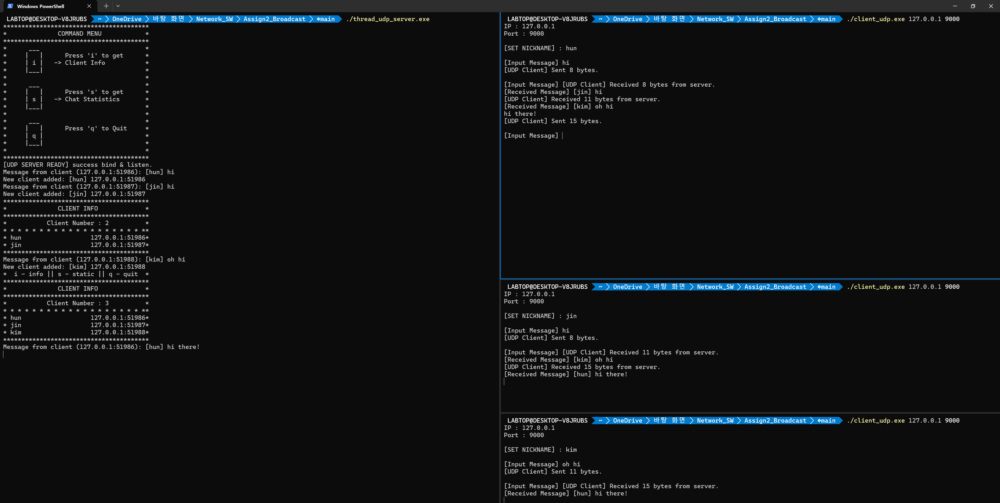 Windows PowerShell
LABTOP@DESKTOP-V8JRUBS ~ OneDrive 바탕 화면 Network_SW Assign2_Broadcast �main ./thread_udp_server.exe
****************************************
*              COMMAND MENU            *
****************************************
*      ___                             *
*     |   |      Press 'i' to get      *
*     | i |   -> Client Info           *
*     |___|                            *
*                                      *
*      ___                             *
*     |   |      Press 's' to get      *
*     | s |   -> Chat Statistics       *
*     |___|                            *
*                                      *
*      ___                             *
*     |   |      Press 'q' to Quit     *
*     | q |                            *
*     |___|                            *
*                                      *
****************************************
[UDP SERVER READY] success bind & listen.
Message from client (127.0.0.1:51986): [hun] hi
New client added: [hun] 127.0.0.1:51986
Message from client (127.0.0.1:51987): [jin] hi
New client added: [jin] 127.0.0.1:51987
****************************************
*              CLIENT INFO             *
****************************************
*           Client Number : 2          *
* * * * * * * * * * * * * * * * * * * **
* hun                   127.0.0.1:51986*
* jin                   127.0.0.1:51987*
****************************************
Message from client (127.0.0.1:51988): [kim] oh hi
New client added: [kim] 127.0.0.1:51988
*  i - info || s - static || q - quit  *
****************************************
*              CLIENT INFO             *
****************************************
*           Client Number : 3          *
* * * * * * * * * * * * * * * * * * * **
* hun                   127.0.0.1:51986*
* jin                   127.0.0.1:51987*
* kim                   127.0.0.1:51988*
****************************************
Message from client (127.0.0.1:51986): [hun] hi there!
LABTOP@DESKTOP-V8JRUBS ~ OneDrive 바탕 화면 Network_SW Assign2_Broadcast �main ./client_udp.exe 127.0.0.1 9000
IP : 127.0.0.1
Port : 9000
[SET NICKNAME] : hun
[Input Message] hi
[UDP Client] Sent 8 bytes.
[Input Message] [UDP Client] Received 8 bytes from server.
[Received Message] [jin] hi
[UDP Client] Received 11 bytes from server.
[Received Message] [kim] oh hi
hi there!
[UDP Client] Sent 15 bytes.
[Input Message]
LABTOP@DESKTOP-V8JRUBS ~ OneDrive 바탕 화면 Network_SW Assign2_Broadcast �main ./client_udp.exe 127.0.0.1 9000
IP : 127.0.0.1
Port : 9000
[SET NICKNAME] : jin
[Input Message] hi
[UDP Client] Sent 8 bytes.
[Input Message] [UDP Client] Received 11 bytes from server.
[Received Message] [kim] oh hi
[UDP Client] Received 15 bytes from server.
[Received Message] [hun] hi there!
LABTOP@DESKTOP-V8JRUBS ~ OneDrive 바탕 화면 Network_SW Assign2_Broadcast �main ./client_udp.exe 127.0.0.1 9000
IP : 127.0.0.1
Port : 9000
[SET NICKNAME] : kim
[Input Message] oh hi
[UDP Client] Sent 11 bytes.
[Input Message] [UDP Client] Received 15 bytes from server.
[Received Message] [hun] hi there!